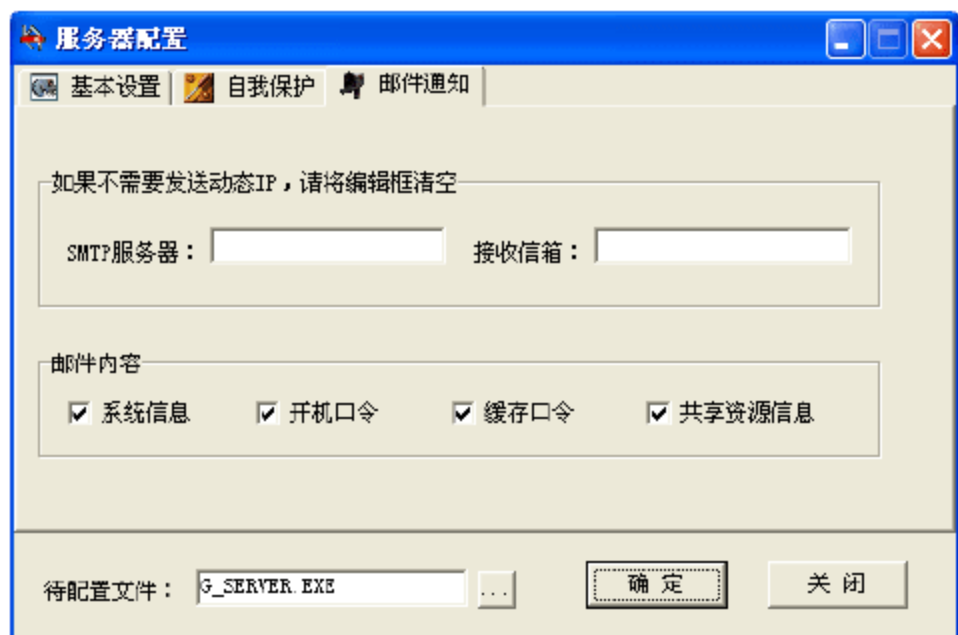 服务器配置
基本设置 自我保护 邮件通知
如果不需要发送动态IP，请将编辑框清空
SMTP服务器： 接收信箱：
邮件内容
系统信息 开机口令 缓存口令 共享资源信息
待配置文件： G_SERVER.EXE ... 确定 关闭